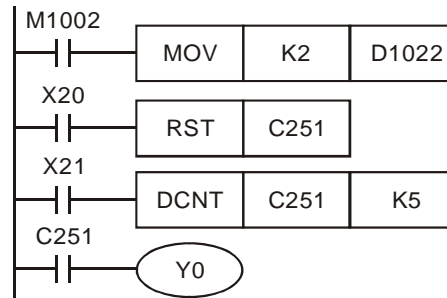 M1002
MOV K2 D1022
X20
RST C251
X21
DCNT C251 K5
C251
Y0